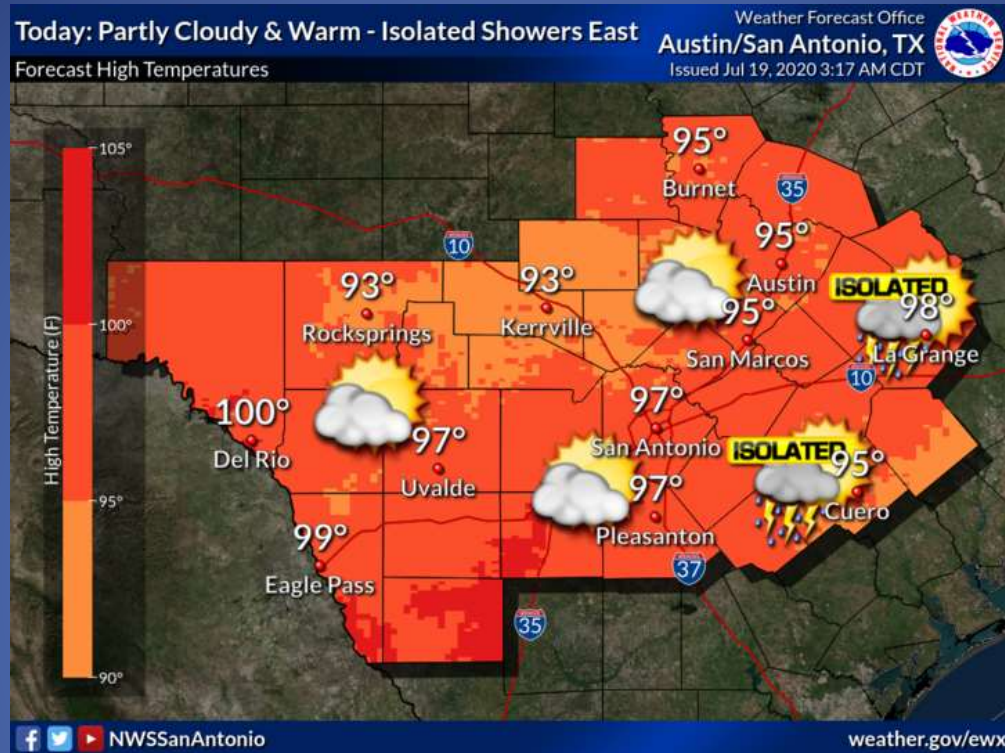 Today: Partly Cloudy & Warm - Isolated Showers East
Forecast High Temperatures
Weather Forecast Office
Austin/San Antonio, TX
Issued Jul 19, 2020 3:17 AM CDT
NATIONAL WEATHER SERVICE
High Temperature (F)
105°
100°
95°
90°
95°
Burnet
35
95°
Austin
10
93°
Rocksprings
93°
Kerrville
95°
San Marcos
ISOLATED
98°
La Grange
10
100°
Del Rio
97°
Uvalde
97°
San Antonio
97°
Pleasanton
ISOLATED
95°
Cuero
99°
Eagle Pass
37
35
NWSSanAntonio
weather.gov/ewx